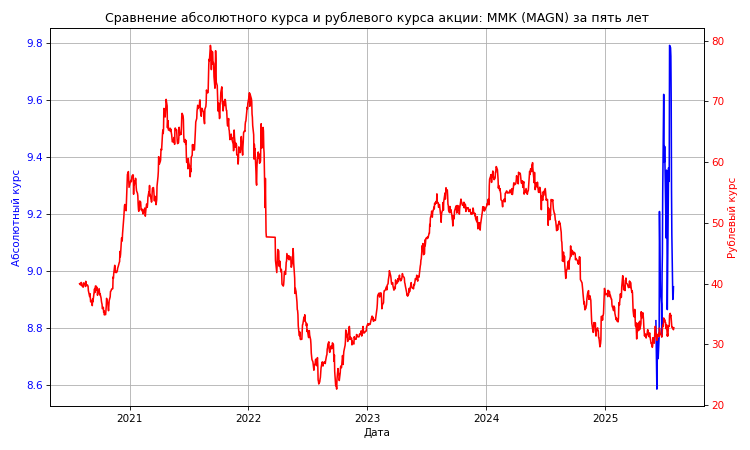 Сравнение абсолютного курса и рублевого курса акции: ММК (MAGN) за пять лет
9.8
9.6
9.4
9.2
9.0
8.8
8.6
Абсолютный курс
80
70
60
50
40
30
20
Рублевый курс
2021 2022 2023 2024 2025
Дата